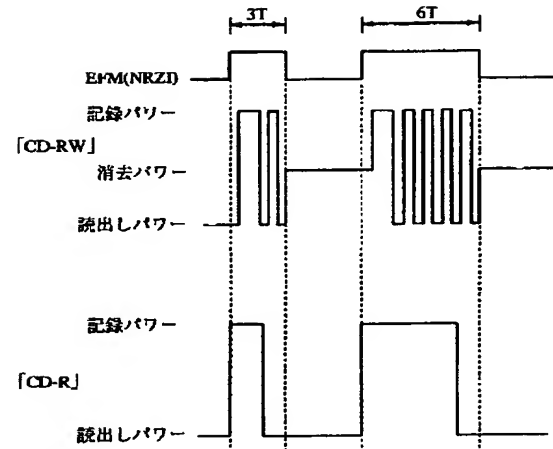 3T
6T
EFM(NRZI)
記録パワー
「CD-RW」
消去パワー
読出しパワー
記録パワー
「CD-R」
読出しパワー